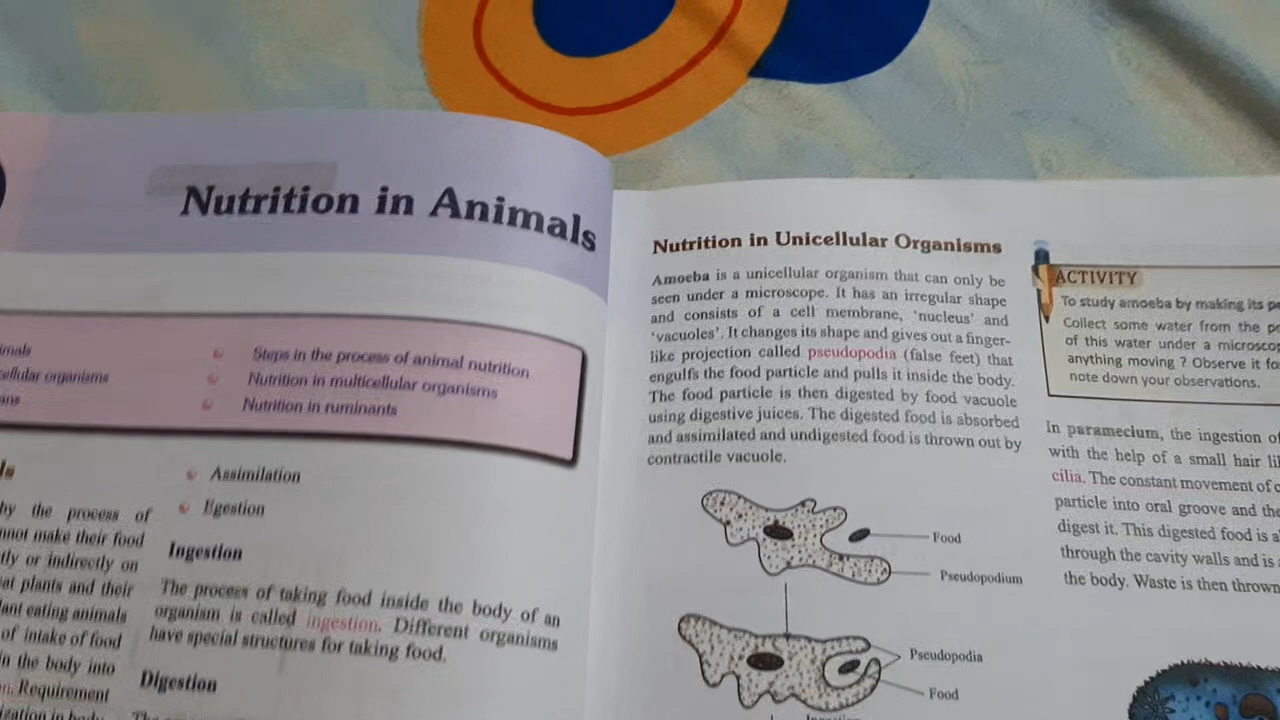 Nutrition in Animals
Steps in the process of animal nutrition
Nutrition in multicellular organisms
Nutrition in ruminants
the process of
make their food
or indirectly on
plants and their
eating animals
of intake of food
in the body into
Requirement
in body
Assimilation
Egestion
Ingestion
The process of taking food inside the body of an
organism is called ingestion. Different organisms
have special structures for taking food.
Digestion
Nutrition in Unicellular Organisms
Amoeba is a unicellular organism that can only be
seen under a microscope. It has an irregular shape
and consists of a cell membrane, ‘nucleus’ and
‘vacuoles’. It changes its shape and gives out a finger-
like projection called pseudopodia (false feet) that
engulfs the food particle and pulls it inside the body.
The food particle is then digested by food vacuole
using digestive juices. The digested food is absorbed
and assimilated and undigested food is thrown out by
contractile vacuole.
Food
Pseudopodium
Pseudopodia
Food
ACTIVITY
To study amoeba by making its
Collect some water from the
of this water under a
anything moving ? Observe it
note down your observations.
In paramecium, the ingestion of
with the help of a small hair
cilia. The constant movement of
particle into oral groove and
digest it. This digested food is
through the cavity walls and is
the body. Waste is then thrown